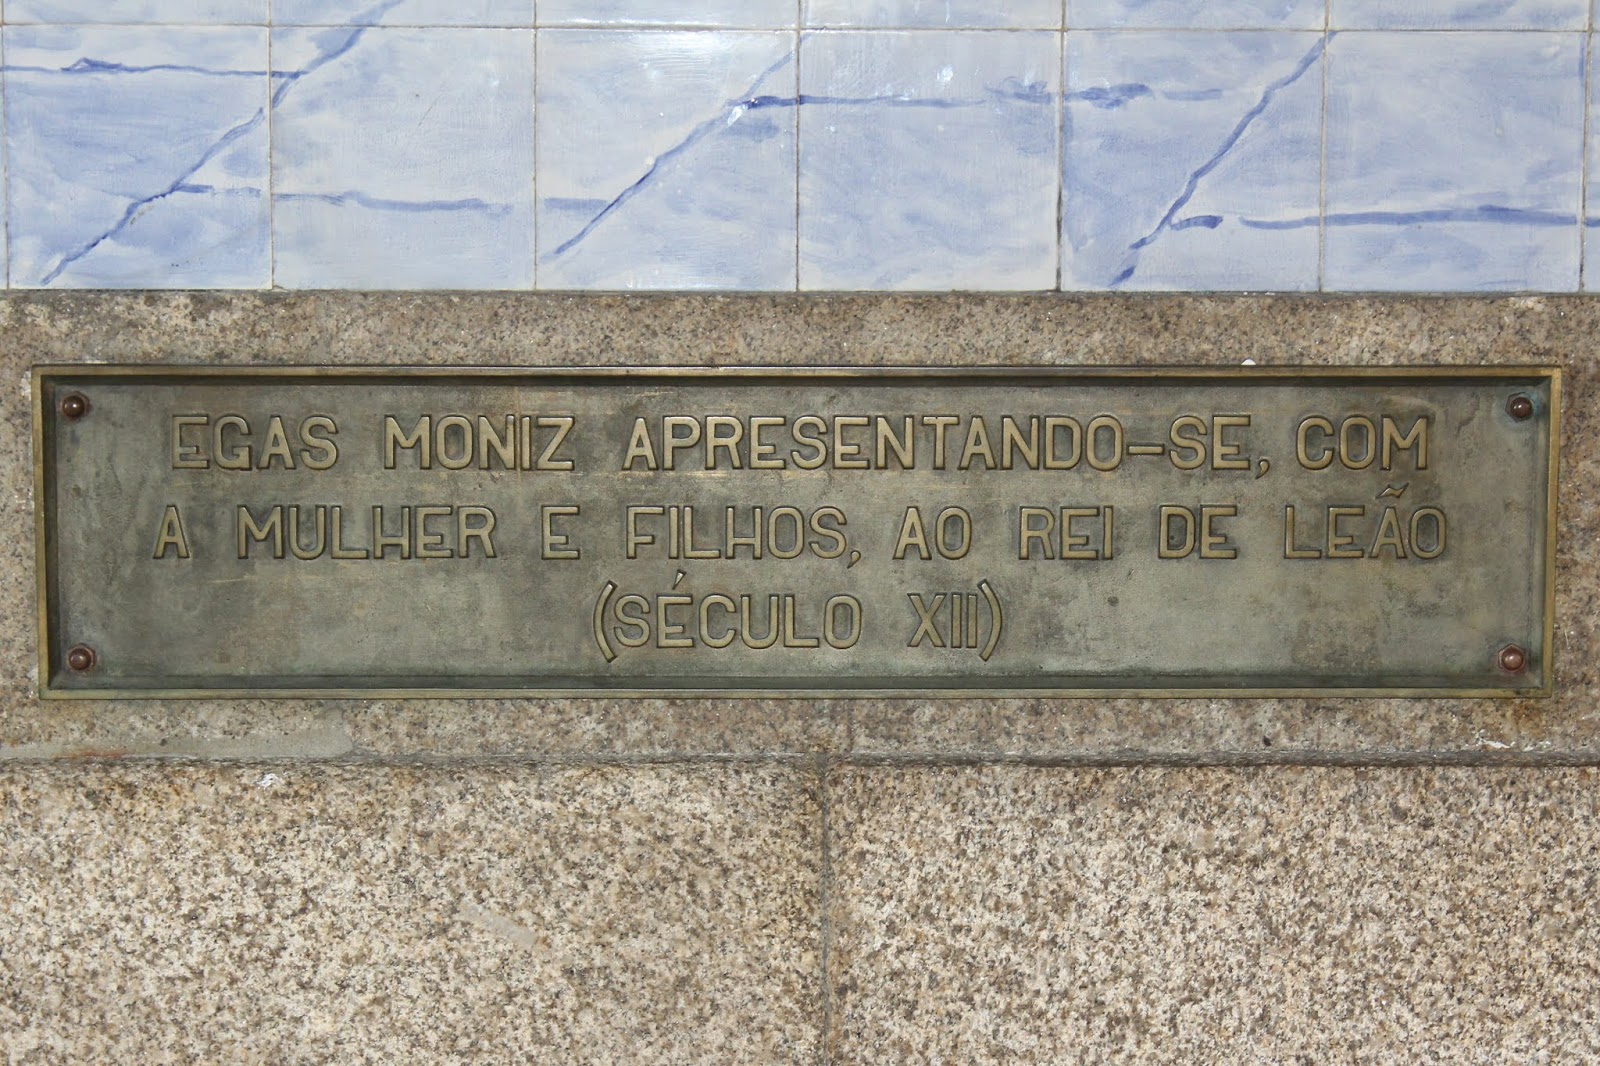 EGAS MONIZ APRESENTANDO-SE, COM
A MULHER E FILHOS, AO REI DE LEÃO
(SÉCULO XII)